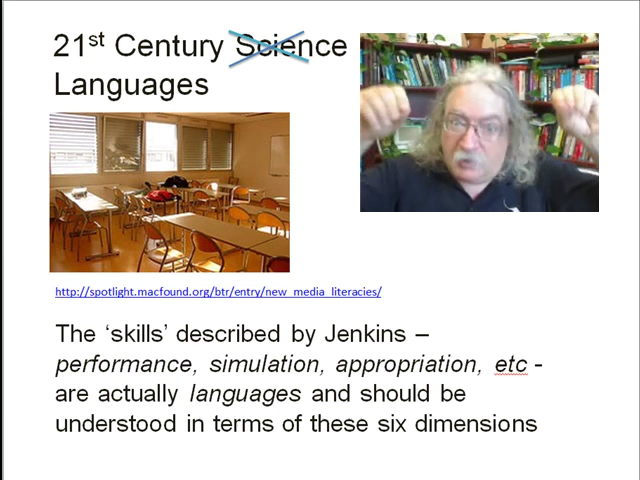 21st Century Science
Languages
http://spotlight.macfound.org/btr/entry/new_media_literacies/
The ‘skills’ described by Jenkins –
performance, simulation, appropriation, etc -
are actually languages and should be
understood in terms of these six dimensions